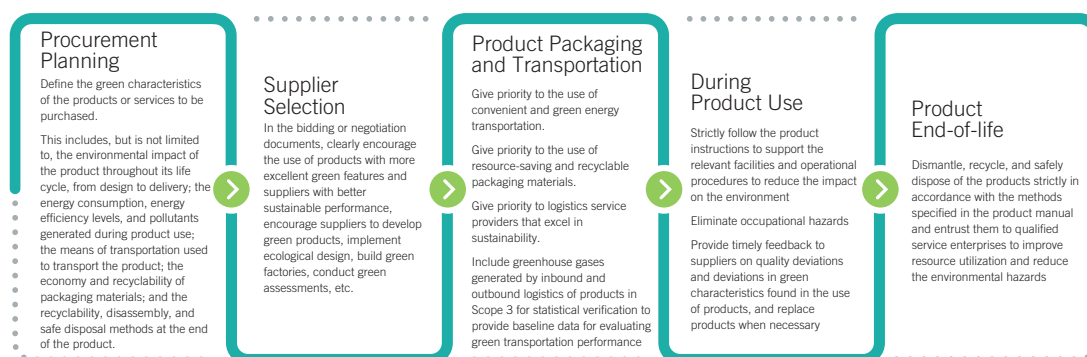 Procurement
Planning
Define the green characteristics
of the products or services to be
purchased.
This includes, but is not limited
to, the environmental impact of
the product throughout its life
cycle, from design to delivery; the
energy consumption, energy
efficiency levels, and pollutants
generated during product use;
the means of transportation used
to transport the product; the
economy and recyclability of
packaging materials; and the
recyclability, disassembly, and
safe disposal methods at the end
of the product.
Supplier
Selection
In the bidding or negotiation
documents, clearly encourage
the use of products with more
excellent green features and
suppliers with better
sustainable performance,
encourage suppliers to develop
green products, implement
ecological design, build green
factories, conduct green
assessments, etc.
Product Packaging
and Transportation
Give priority to the use of
convenient and green energy
transportation.
Give priority to the use of
resource-saving and recyclable
packaging materials.
Give priority to logistics service
providers that excel in
sustainability.
Include greenhouse gases
generated by inbound and
outbound logistics of products in
Scope 3 for statistical verification to
provide baseline data for evaluating
green transportation performance
During
Product Use
Strictly follow the product
instructions to support the
relevant facilities and operational
procedures to reduce the impact
on the environment
Eliminate occupational hazards
Provide timely feedback to
suppliers on quality deviations
and deviations in green
characteristics found in the use
of products, and replace
products when necessary
Product
End-of-life
Dismantle, recycle, and safely
dispose of the products strictly in
accordance with the methods
specified in the product manual
and entrust them to qualified
service enterprises to improve
resource utilization and reduce
the environmental hazards